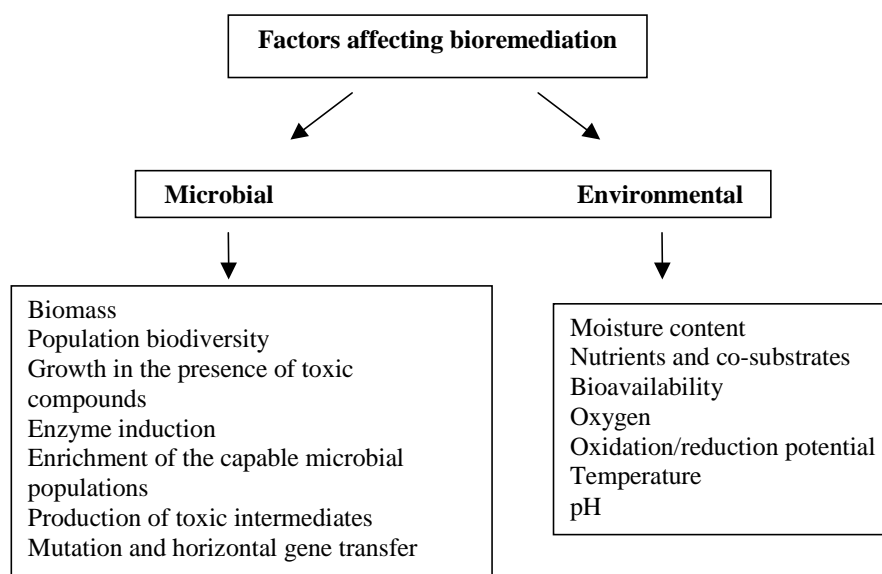 Factors affecting bioremediation
Microbial Environmental
Biomass
Population biodiversity
Growth in the presence of toxic
compounds
Enzyme induction
Enrichment of the capable microbial
populations
Production of toxic intermediates
Mutation and horizontal gene transfer
Moisture content
Nutrients and co-substrates
Bioavailability
Oxygen
Oxidation/reduction potential
Temperature
pH